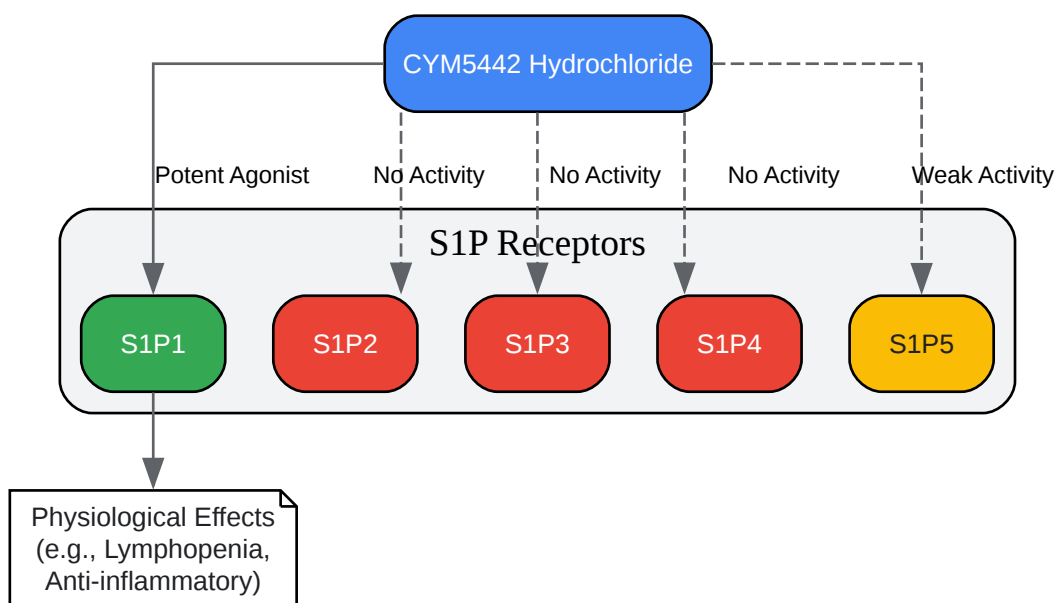 CYM5442 Hydrochloride
Potent Agonist
No Activity
No Activity
No Activity
Weak Activity
S1P Receptors
S1P1
S1P2
S1P3
S1P4
S1P5
Physiological Effects
(e.g., Lymphopenia,
Anti-inflammatory)